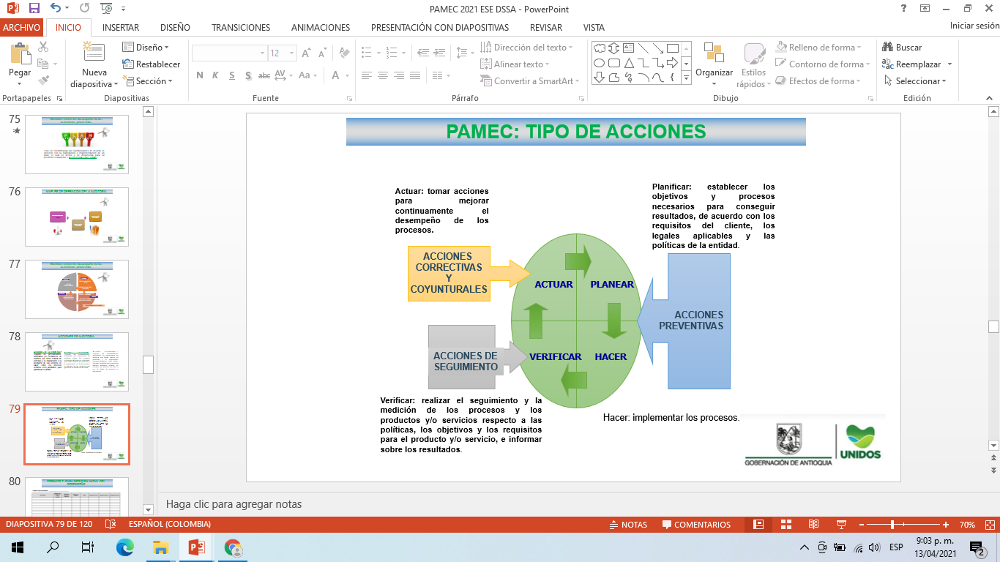 PAMEC 2021 ESE DSSA - PowerPoint
ARCHIVO INICIO INSERTAR DISEÑO TRANSICIONES ANIMACIONES PRESENTACIÓN CON DIAPOSITIVAS REVISAR VISTA Iniciar sesión
Pegar
Nueva
diapositiva
Diseño
Restablecer
Sección
12
N K S S abc AV Aa A
Dirección del texto
Alinear texto
Convertir a SmartArt
Organizar
Estilos
rápidos
Relleno de forma
Contorno de forma
Efectos de forma
Buscar
Reemplazar
Seleccionar
Portapapeles Diapositivas Fuente Párrafo Dibujo Edición
75
76
77
78
ACCIONES DE AUDITORIA
79
PAMEC: TIPO DE ACCIONES
80
PAMEC: TIPO DE ACCIONES
Actuar: tomar acciones
para mejorar
continuamente el
desempeño de los
procesos.
Planificar: establecer los
objetivos y procesos
necesarios para conseguir
resultados, de acuerdo con los
requisitos del cliente, los
legales aplicables y las
políticas de la entidad.
ACCIONES
CORRECTIVAS
Y
COYUNTURALES
ACTUAR PLANEAR
ACCIONES
PREVENTIVAS
ACCIONES DE
SEGUIMIENTO
VERIFICAR HACER
Verificar: realizar el seguimiento y la
medición de los procesos y los
productos y/o servicios respecto a las
políticas, los objetivos y los requisitos
para el producto y/o servicio, e informar
sobre los resultados.
Hacer: implementar los procesos.
GOBERNACIÓN DE ANTIOQUIA
UNIDOS
Haga clic para agregar notas
DIAPOSITIVA 79 DE 120 ESPAÑOL (COLOMBIA) NOTAS COMENTARIOS 70%
ESP
9:03 p. m.
13/04/2021
2